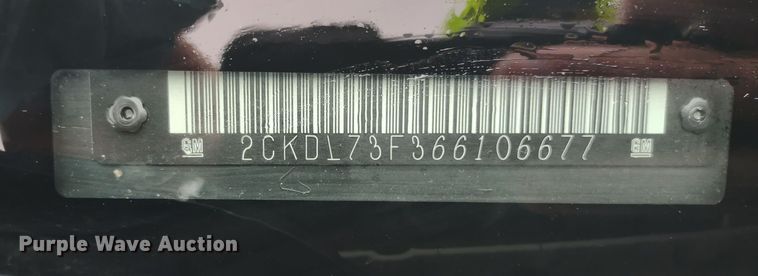 GM 2CKDL73F366106677 GM
Purple Wave Auction